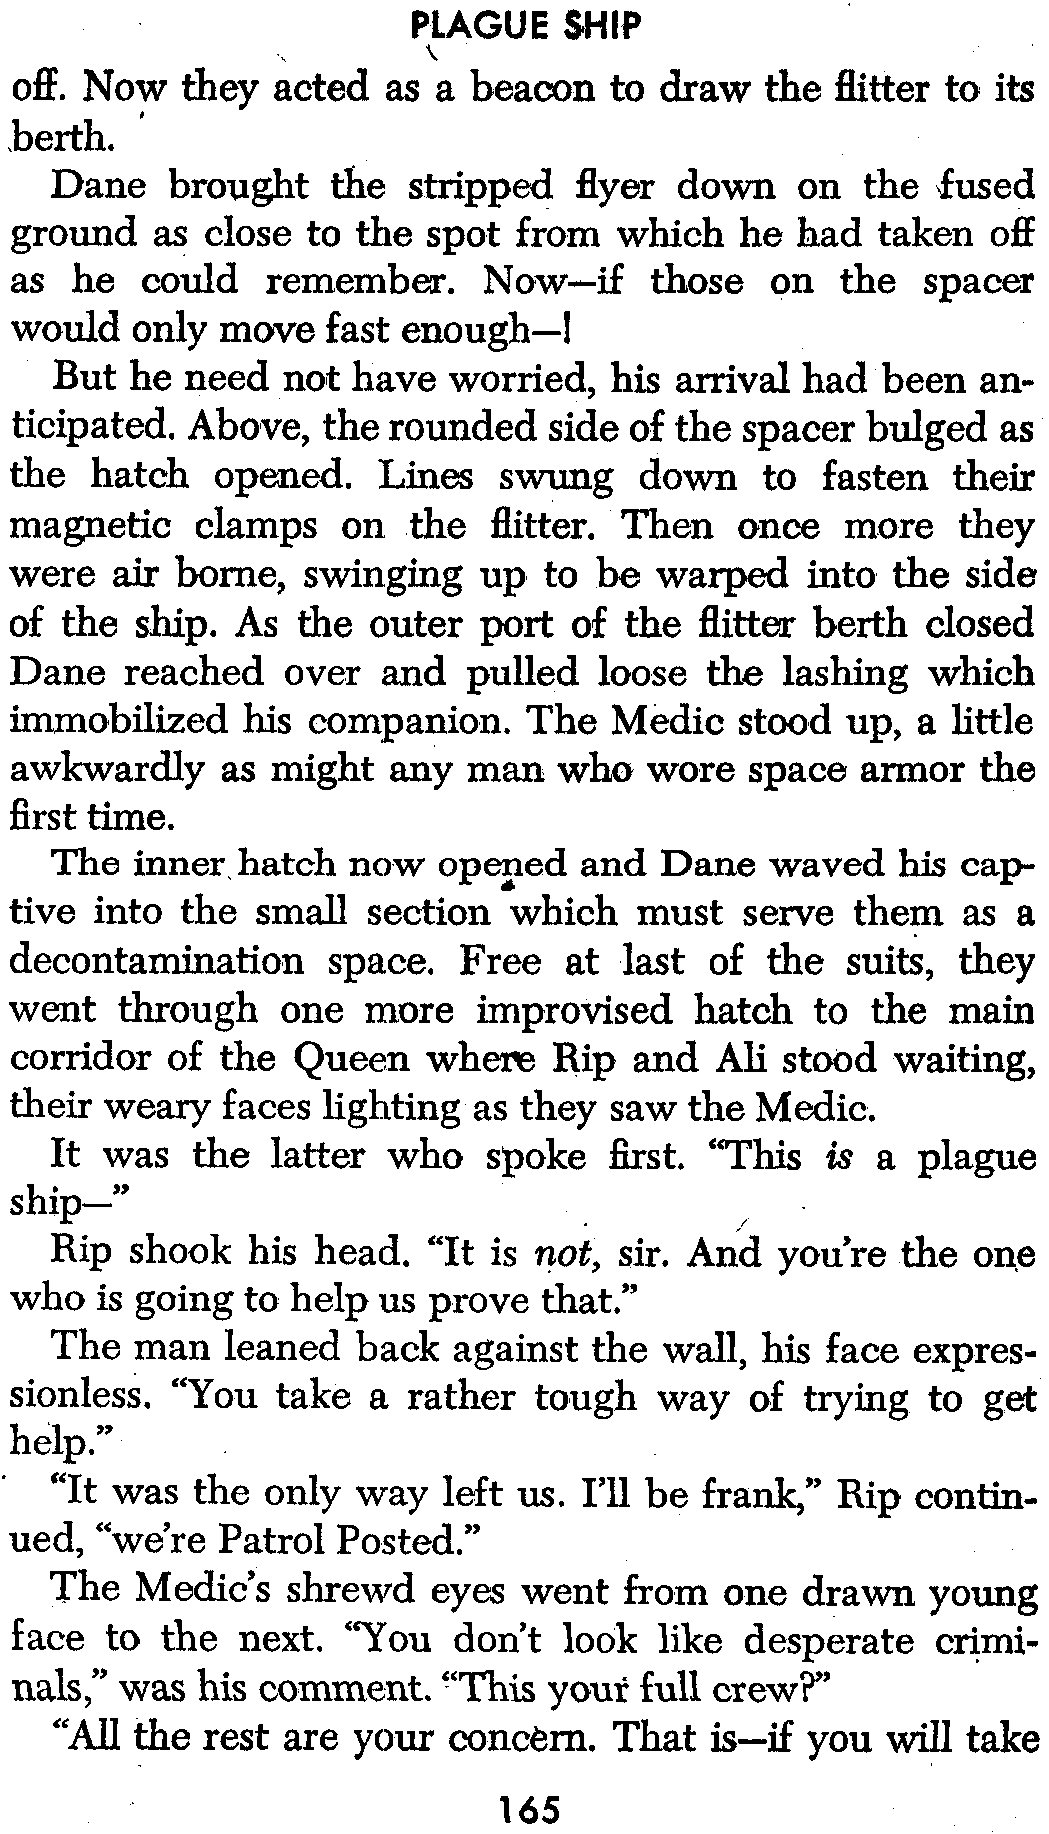 PLAGUE SHIP
off. Now they acted as a beacon to draw the flitter to its
berth.
Dane brought the stripped flyer down on the fused
ground as close to the spot from which he had taken off
as he could remember. Now—if those on the spacer
would only move fast enough—!
But he need not have worried, his arrival had been an-
ticipated. Above, the rounded side of the spacer bulged as
the hatch opened. Lines swung down to fasten their
magnetic clamps on the flitter. Then once more they
were air borne, swinging up to be warped into the side
of the ship. As the outer port of the flitter berth closed
Dane reached over and pulled loose the lashing which
immobilized his companion. The Medic stood up, a little
awkwardly as might any man who wore space armor the
first time.
The inner hatch now opened and Dane waved his cap-
tive into the small section which must serve them as a
decontamination space. Free at last of the suits, they
went through one more improvised hatch to the main
corridor of the Queen where Rip and Ali stood waiting,
their weary faces lighting as they saw the Medic.
It was the latter who spoke first. “This is a plague
ship—”
Rip shook his head. “It is not, sir. And you’re the one
who is going to help us prove that.”
The man leaned back against the wall, his face expres-
sionless. “You take a rather tough way of trying to get
help.”
“It was the only way left us. I’ll be frank,” Rip contin-
ued, “we’re Patrol Posted.”
The Medic’s shrewd eyes went from one drawn young
face to the next. “You don’t look like desperate crimi-
nals,” was his comment. “This your full crew?”
“All the rest are your concern. That is—if you will take
165